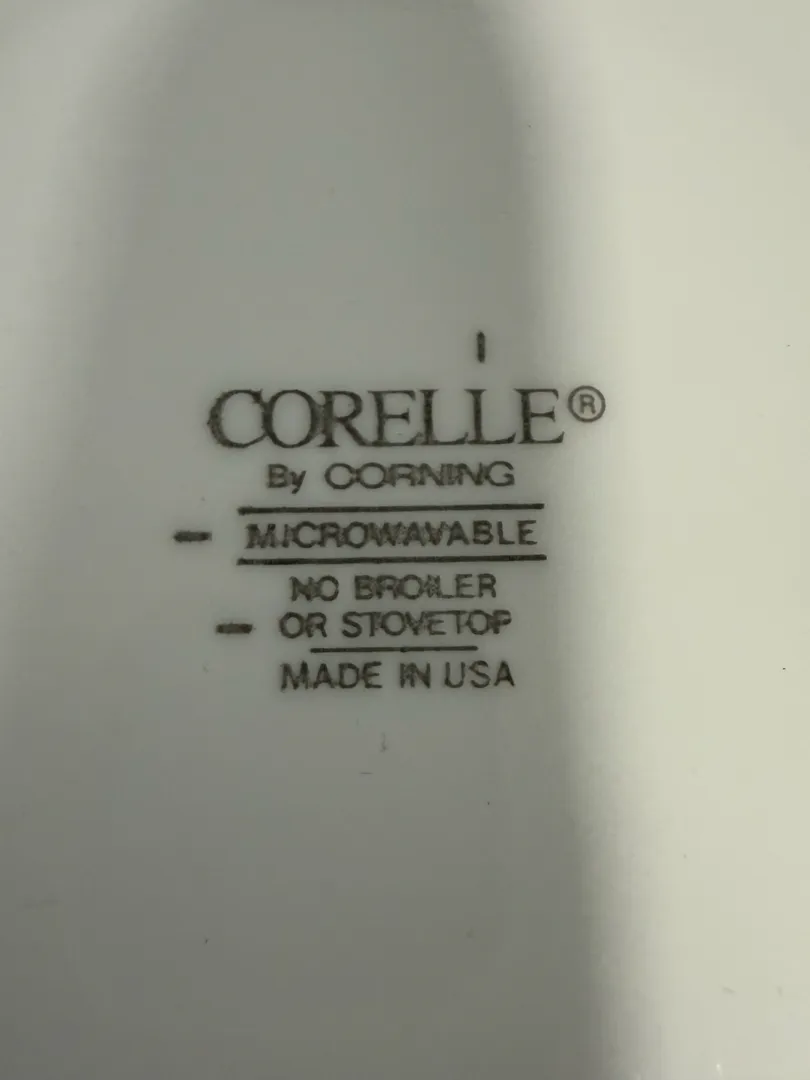 CORELLE®
By CORNING
MICROWAVABLE
NO BROILER
OR STOVETOP
MADE IN USA